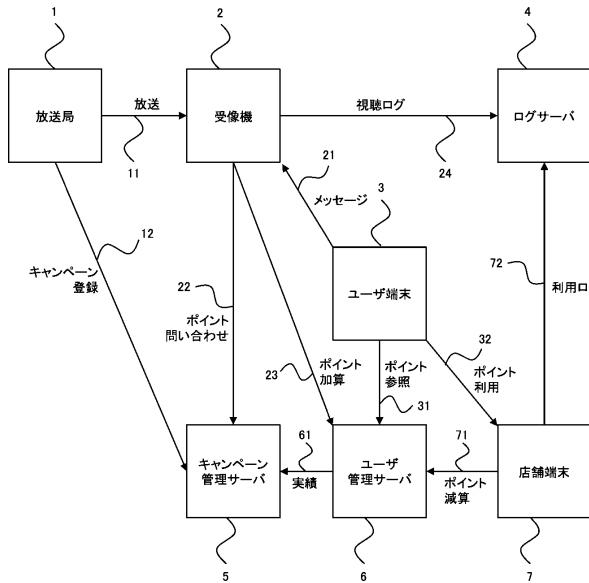 1
2
4
放送局
放送
11
受像機
視聴ログ
24
ログサーバ
21
メッセージ
3
12
キャンペーン
登録
22
ポイント
問い合わせ
ユーザ端末
72
利用ロ
23
ポイント
加算
ポイント
参照
31
32
ポイント
利用
キャンペーン
管理サーバ
61
実績
ユーザ
管理サーバ
71
ポイント
減算
店舗端末
5
6
7